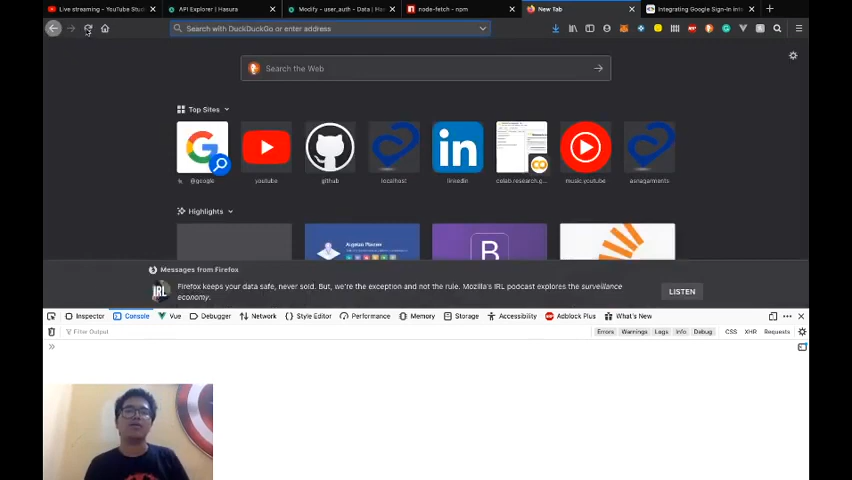 Live streaming - YouTube Stud
API Explorer | Hasura
Modify - user_auth - Data | Has
node-fetch - npm
New Tab
Integrating Google Sign-In into
Search with DuckDuckGo or enter address
Search the Web
Top Sites
@google
youtube
github
localhost
linkedin
colab.research.g...
music.youtube
asnagarments
Highlights
Messages from Firefox
IRL
Firefox keeps your data safe, never sold. But, we're the exception and not the rule. Mozilla's IRL podcast explores the surveillance
economy.
LISTEN
Inspector
Console
Vue
Debugger
Network
Style Editor
Performance
Memory
Storage
Accessibility
Adblock Plus
What's New
Filter Output
Errors
Warnings
Logs
Info
Debug
CSS
XHR
Requests